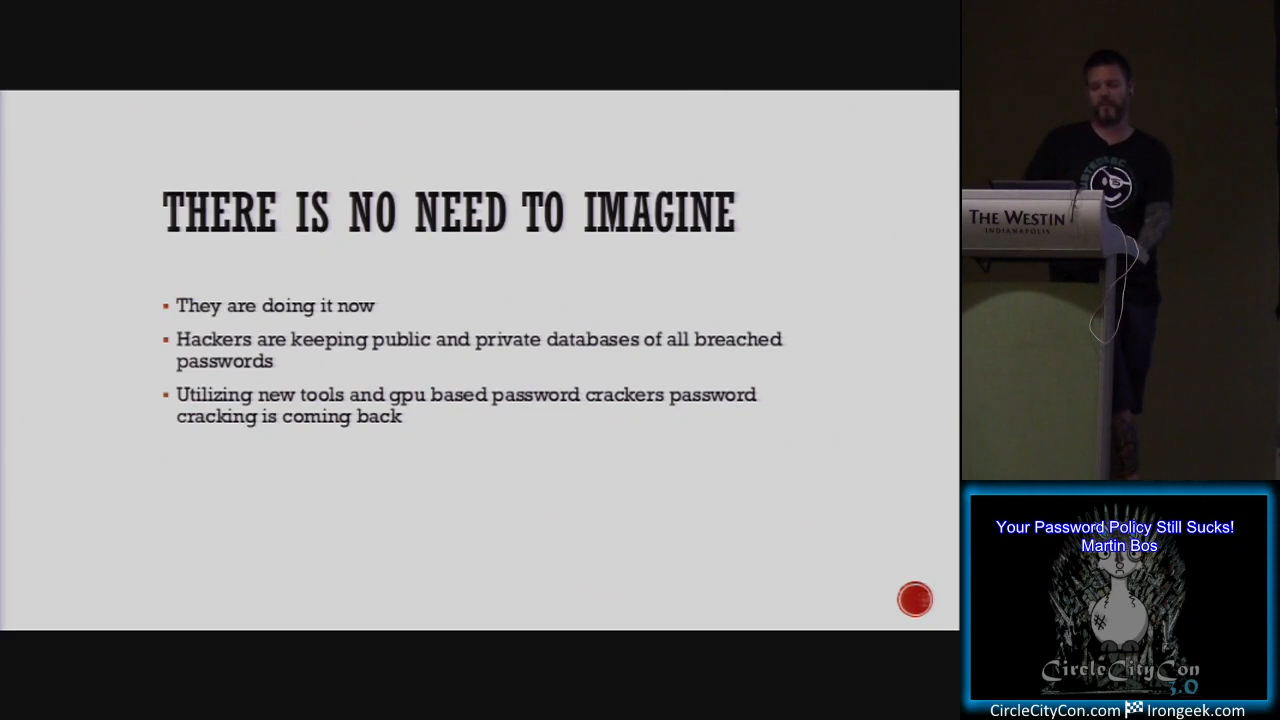 THERE IS NO NEED TO IMAGINE
They are doing it now
Hackers are keeping public and private databases of all breached
passwords
Utilizing new tools and gpu based password crackers password
cracking is coming back
THE WESTIN
INDIANAPOLIS
Your Password Policy Still Sucks!
Martin Bos
CircleCityCon
3.0
CircleCityCon.com Irongeek.com